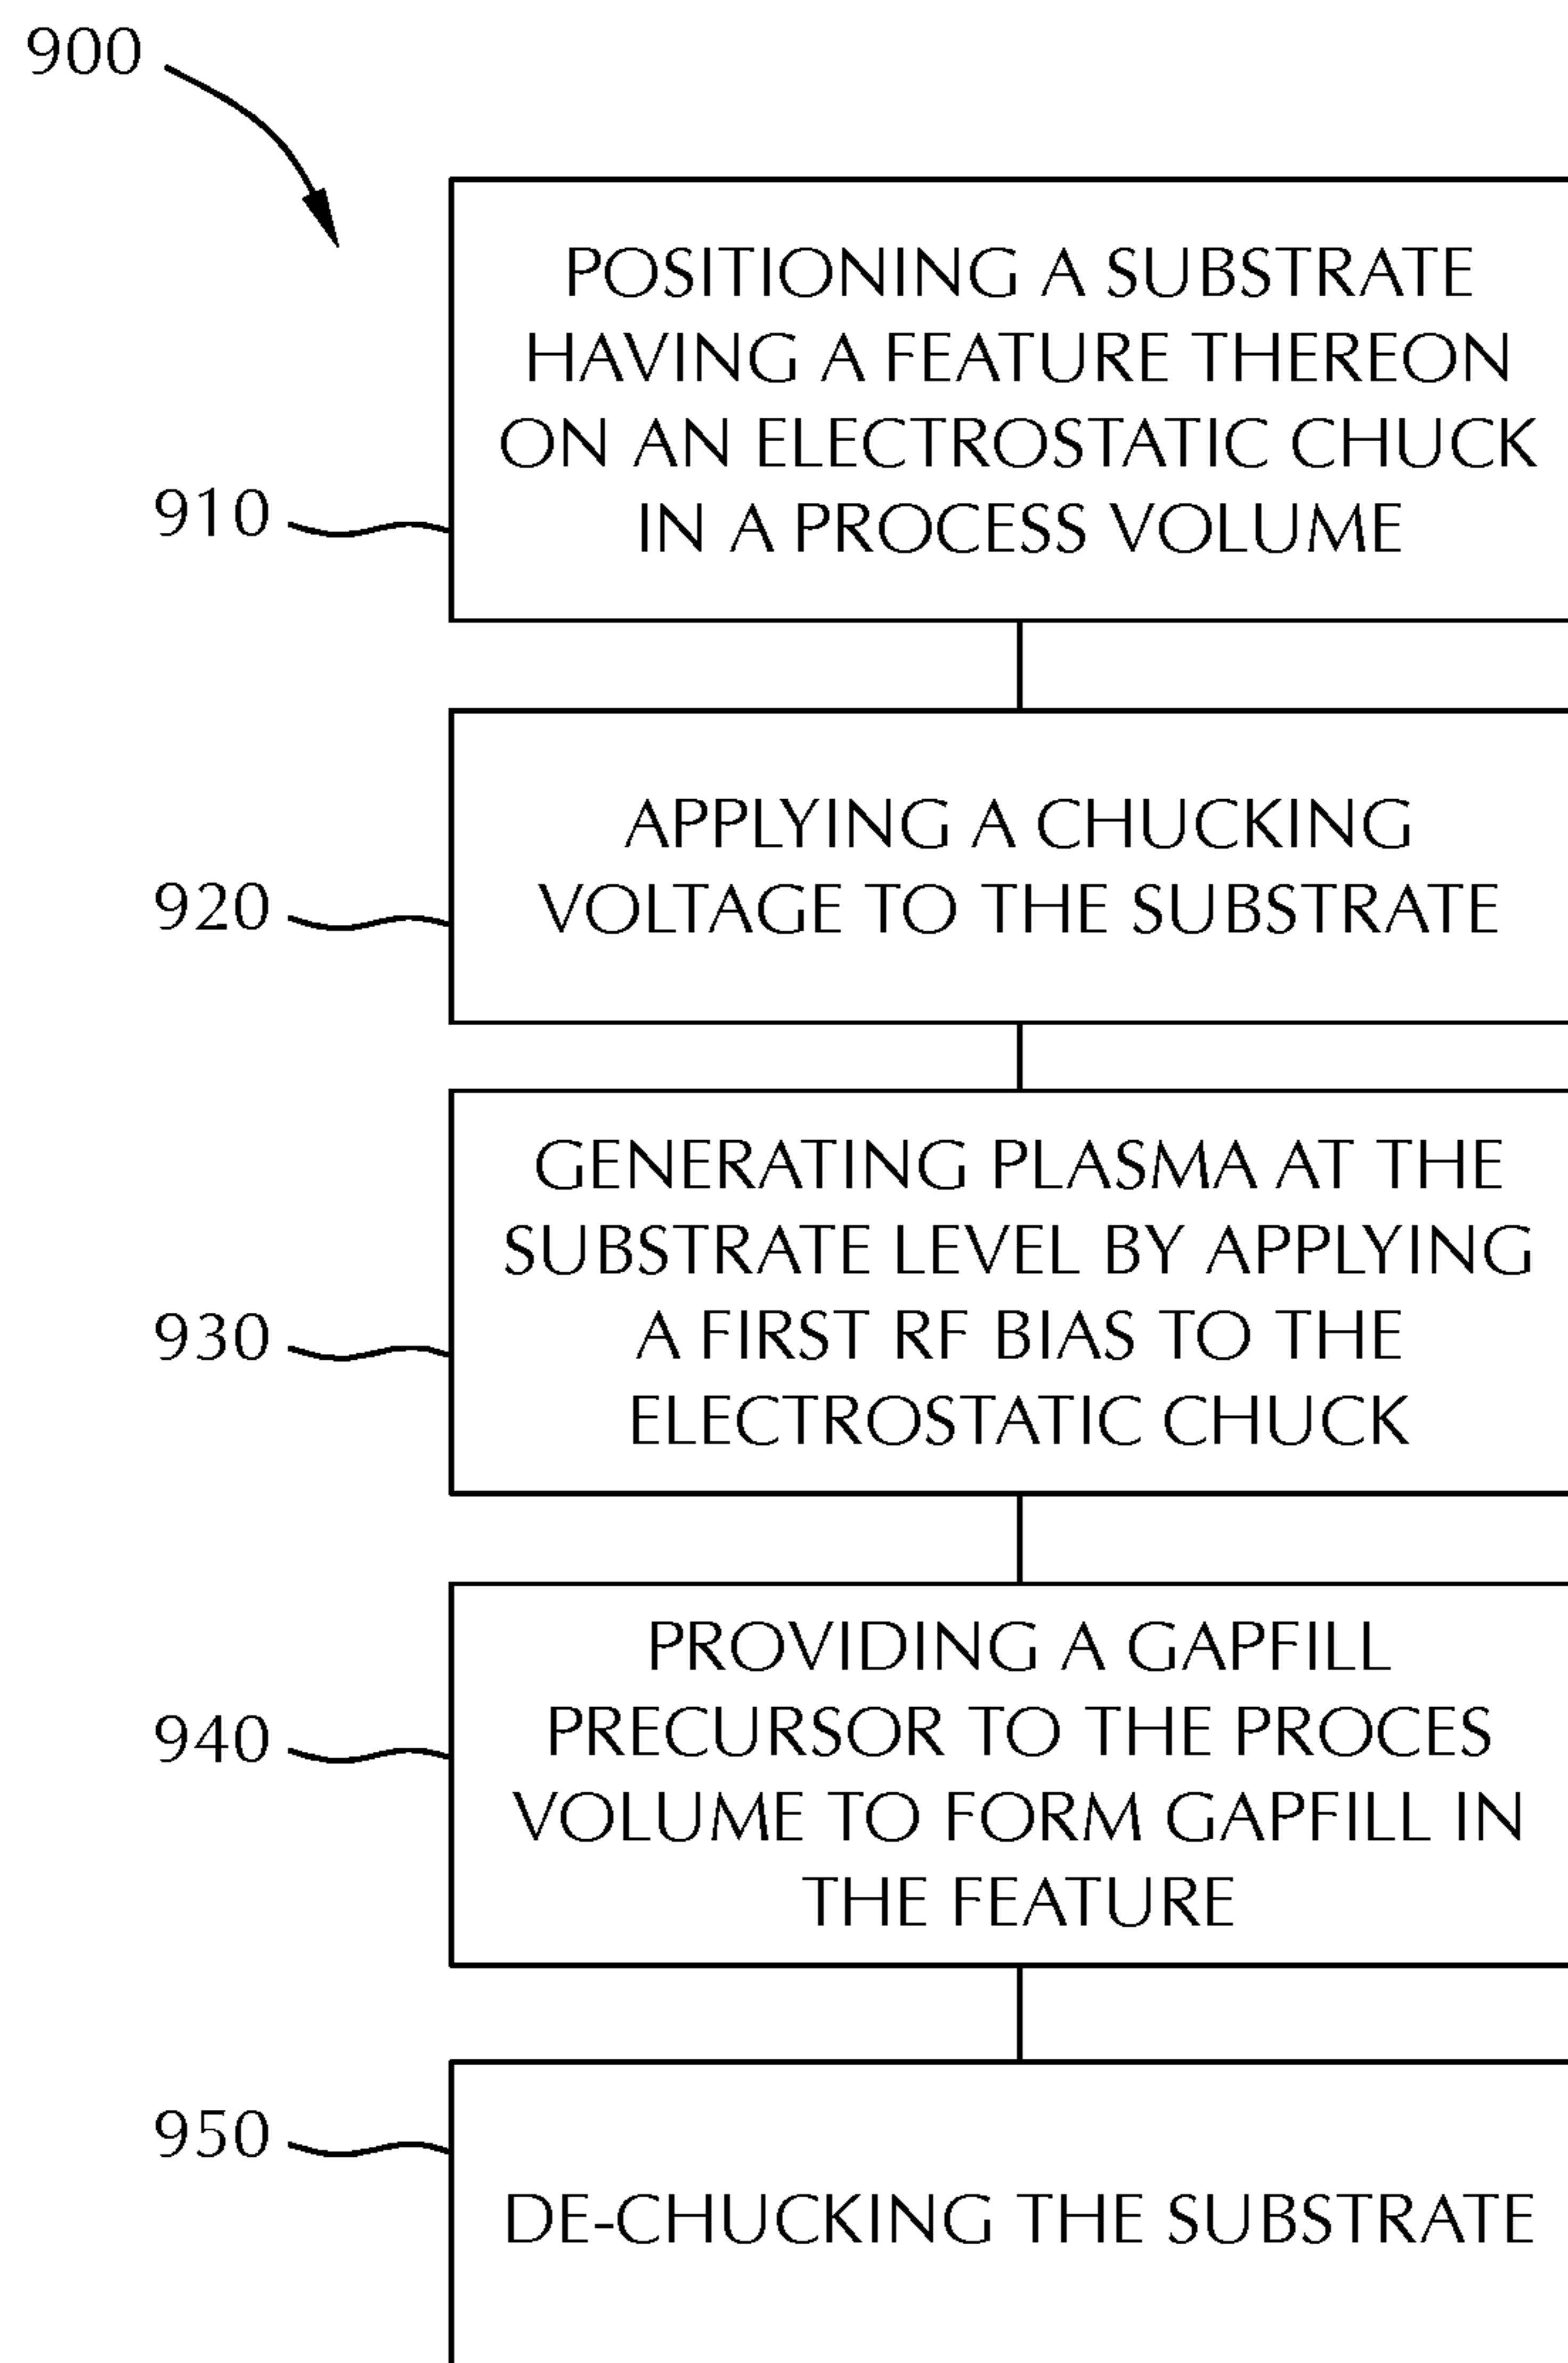 900
POSITIONING A SUBSTRATE
HAVING A FEATURE THEREON
ON AN ELECTROSTATIC CHUCK
IN A PROCESS VOLUME
910
APPLYING A CHUCKING
VOLTAGE TO THE SUBSTRATE
920
GENERATING PLASMA AT THE
SUBSTRATE LEVEL BY APPLYING
A FIRST RF BIAS TO THE
ELECTROSTATIC CHUCK
930
PROVIDING A GAPFILL
PRECURSOR TO THE PROCES
VOLUME TO FORM GAPFILL IN
THE FEATURE
940
950
DE-CHUCKING THE SUBSTRATE